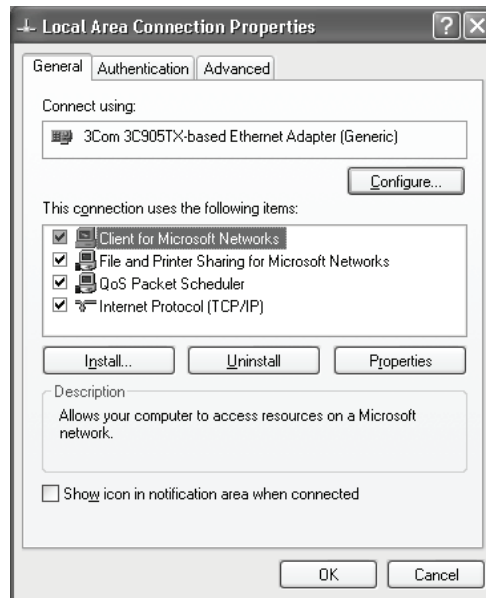 Local Area Connection Properties
General Authentication Advanced
Connect using:
3Com 3C905TX-based Ethernet Adapter (Generic)
Configure...
This connection uses the following items:
Client for Microsoft Networks
File and Printer Sharing for Microsoft Networks
QoS Packet Scheduler
Internet Protocol (TCP/IP)
Install... Uninstall Properties
Description
Allows your computer to access resources on a Microsoft
network.
Show icon in notification area when connected
OK Cancel